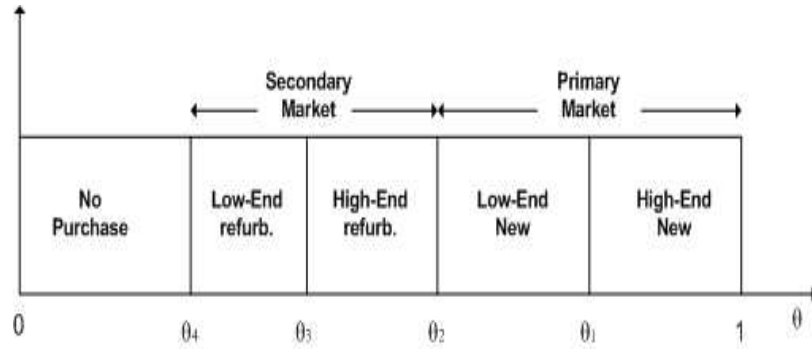 Secondary
Market
Primary
Market
No
Purchase
Low-End
refurb.
High-End
refurb.
Low-End
New
High-End
New
0
θ4
θ3
θ2
θ1
1
θ